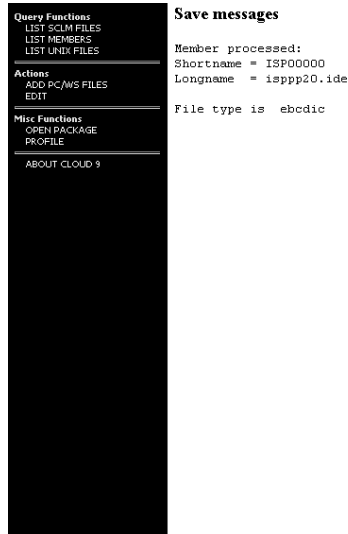 Query Functions
LIST SCLM FILES
LIST MEMBERS
LIST UNIX FILES
Actions
ADD PC/WS FILES
EDIT
Misc Functions
OPEN PACKAGE
PROFILE
ABOUT CLOUD 9
Save messages
Member processed:
Shortname = ISP00000
Longname = isppp20.ide
File type is ebcdic